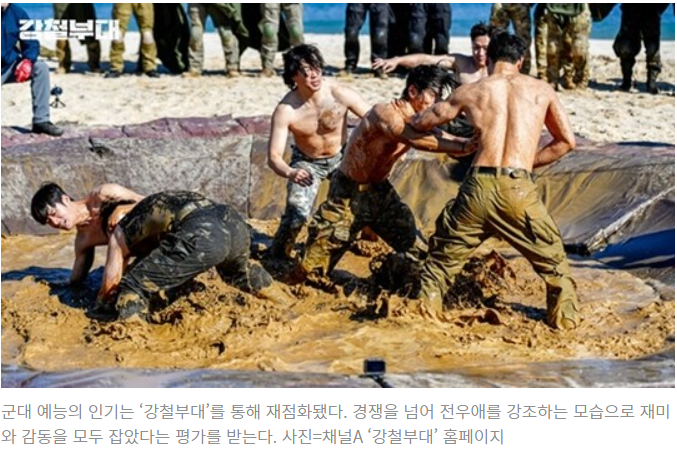 강철부대
군대 예능의 인기는 ‘강철부대’를 통해 재점화됐다. 경쟁을 넘어 전우애를 강조하는 모습으로 재미
와 감동을 모두 잡았다는 평가를 받는다. 사진=채널A ‘강철부대’ 홈페이지